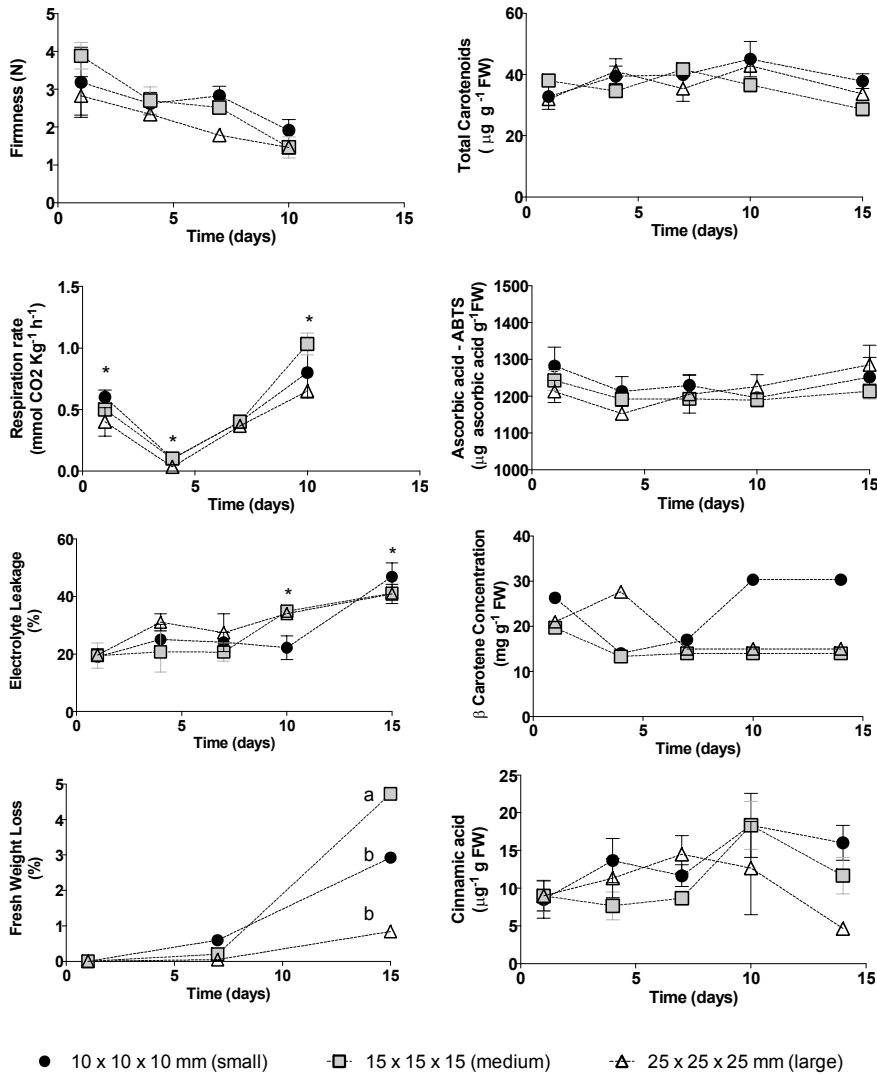 Firmness (N)
5
4
3
2
1
0
0 5 10 15
Time (days)
Total Carotenoids
( μg g⁻¹ FW)
60
40
20
0
0 5 10 15
Time (days)
Respiration rate
(mmol CO2 Kg⁻¹ h⁻¹)
1.5
1.0
0.5
0.0
* * *
0 5 10 15
Time (days)
Ascorbic acid - ABTS
(μg ascorbic acid g⁻¹FW)
1500
1400
1300
1200
1100
1000
0 5 10 15
Time (days)
Electrolyte Leakage
(%)
60
40
20
0
* *
0 5 10 15
Time (days)
β Carotene Concentration
(mg g⁻¹ FW)
40
30
20
10
0
0 5 10 15
Time (days)
Fresh Weight Loss
(%)
5
4
3
2
1
0
a
b
b
0 5 10 15
Time (days)
Cinnamic acid
(μg⁻¹ g FW)
25
20
15
10
5
0
0 5 10 15
Time (days)
10 x 10 x 10 mm (small) 15 x 15 x 15 (medium) 25 x 25 x 25 mm (large)